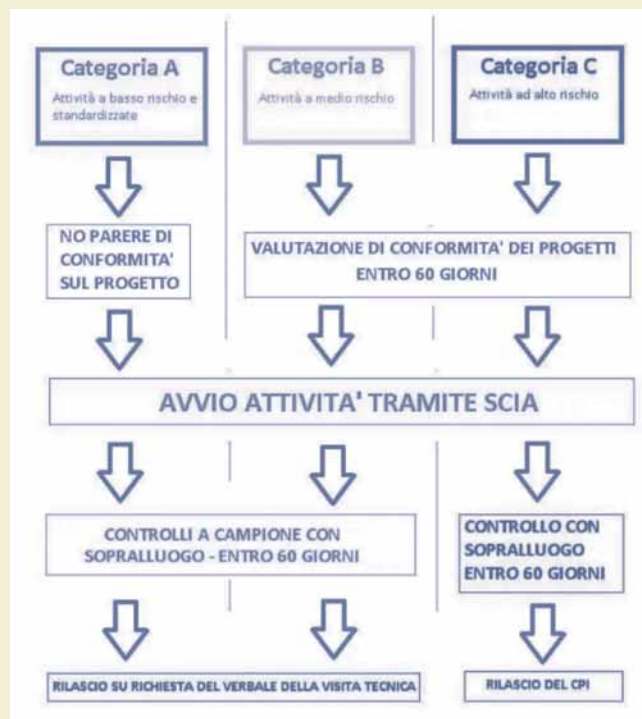 Categoria A
Attività a basso rischio e
standardizzate
Categoria B
Attività a medio rischio
Categoria C
Attività ad alto rischio
NO PARERE DI
CONFORMITA'
SUL PROGETTO
VALUTAZIONE DI CONFORMITA' DEI PROGETTI
ENTRO 60 GIORNI
AVVIO ATTIVITA' TRAMITE SCIA
CONTROLLI A CAMPIONE CON
SOPRALLUOGO - ENTRO 60 GIORNI
CONTROLLO CON
SOPRALLUOGO
ENTRO 60 GIORNI
RILASCIO SU RICHIESTA DEL VERBALE DELLA VISITA TECNICA
RILASCIO DEL CPI